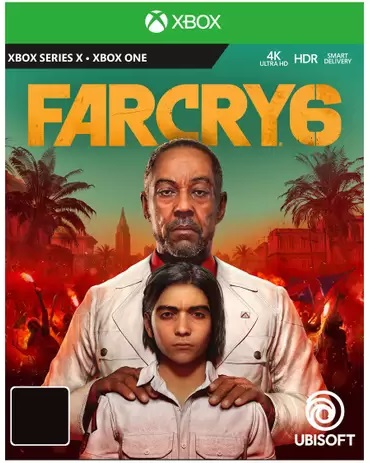 XBOX
XBOX SERIES X • XBOX ONE
4K
ULTRA HD
HDR
SMART
DELIVERY
FARCRY6
UBISOFT